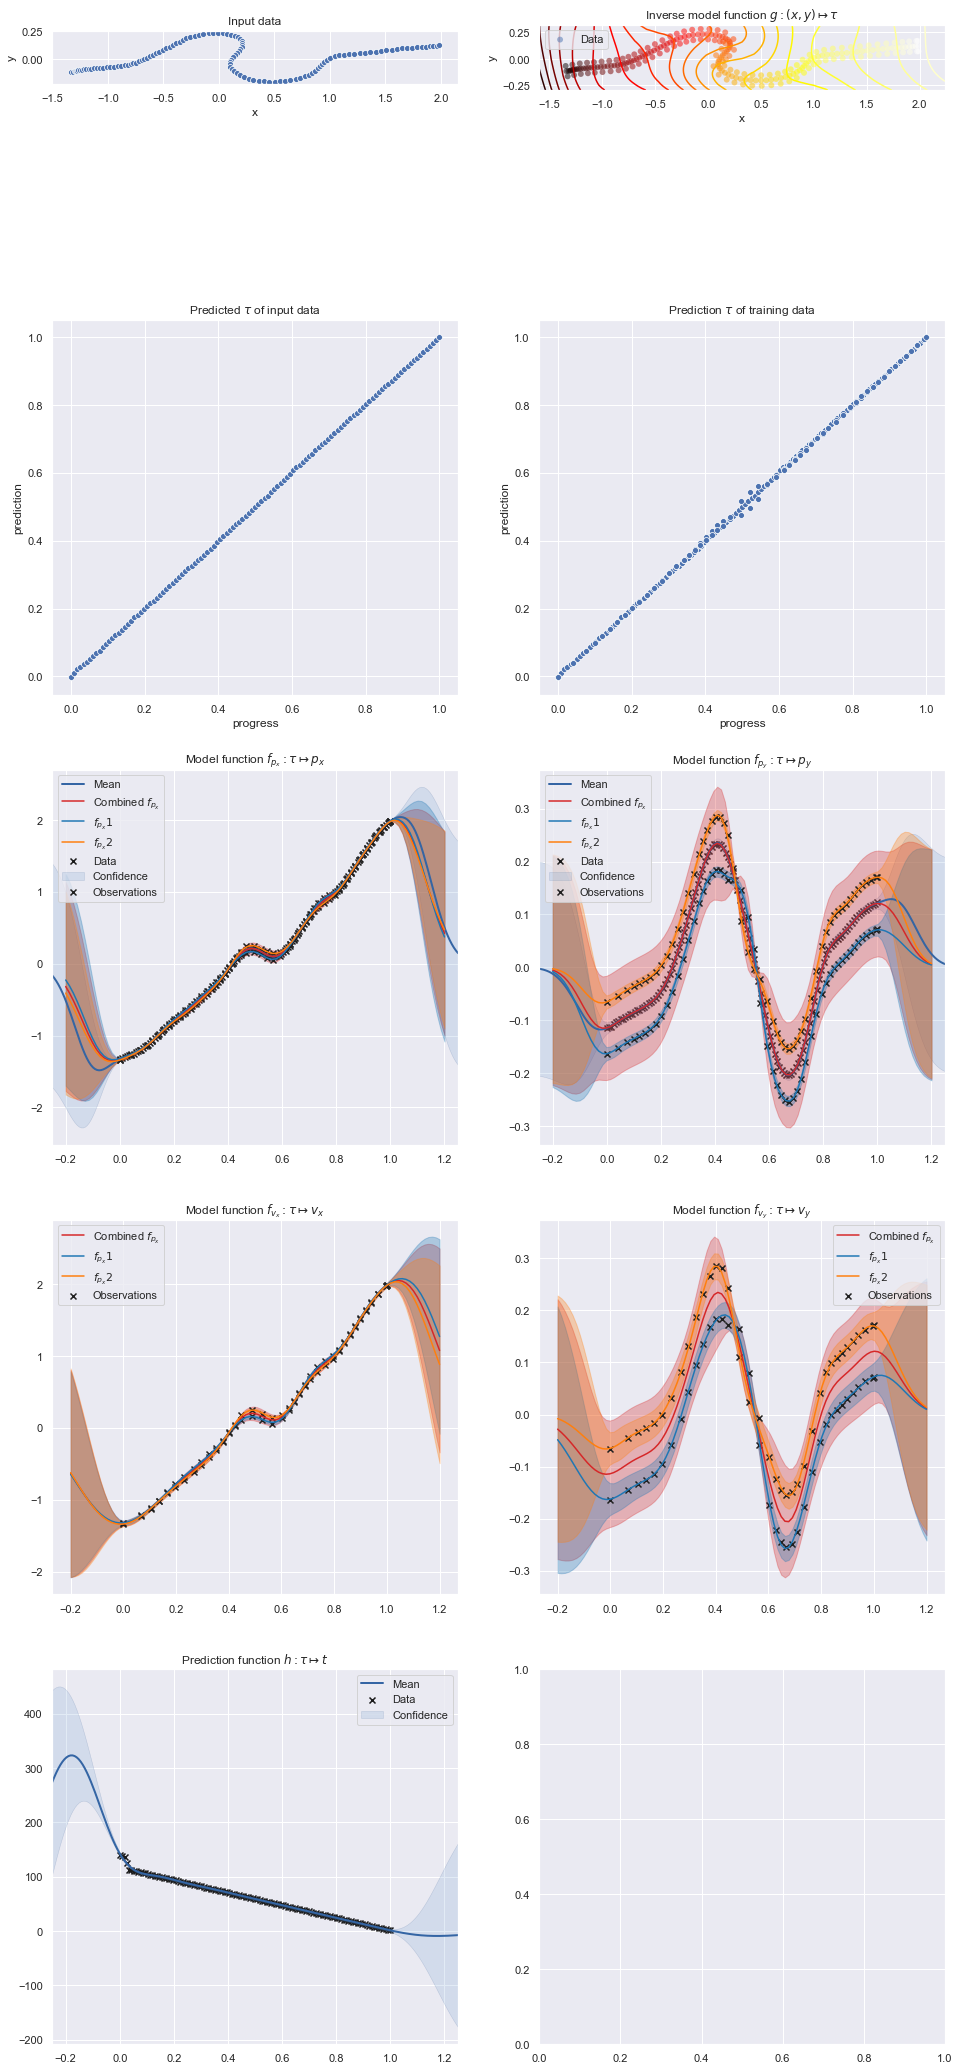 Input data
0.25
0.00
y
−1.5 −1.0 −0.5 0.0 0.5 1.0 1.5 2.0
x
Inverse model function g : (x, y) ↦ τ
0.25
0.00
−0.25
y
Data
−1.5 −1.0 −0.5 0.0 0.5 1.0 1.5 2.0
x
Predicted τ of input data
1.0
0.8
0.6
0.4
0.2
0.0
prediction
0.0 0.2 0.4 0.6 0.8 1.0
progress
Prediction τ of training data
1.0
0.8
0.6
0.4
0.2
0.0
prediction
0.0 0.2 0.4 0.6 0.8 1.0
progress
Model function f_{p_x} : τ ↦ p_x
Mean
Combined f_{p_x}
f_{p_x}1
f_{p_x}2
Data
Confidence
Observations
2
1
0
−1
−2
−0.2 0.0 0.2 0.4 0.6 0.8 1.0 1.2
Model function f_{p_y} : τ ↦ p_y
Mean
Combined f_{p_x}
f_{p_x}1
f_{p_x}2
Data
Confidence
Observations
0.3
0.2
0.1
0.0
−0.1
−0.2
−0.3
−0.2 0.0 0.2 0.4 0.6 0.8 1.0 1.2
Model function f_{v_x} : τ ↦ v_x
Combined f_{p_x}
f_{p_x}1
f_{p_x}2
Observations
2
1
0
−1
−2
−0.2 0.0 0.2 0.4 0.6 0.8 1.0 1.2
Model function f_{v_y} : τ ↦ v_y
Combined f_{p_x}
f_{p_x}1
f_{p_x}2
Observations
0.3
0.2
0.1
0.0
−0.1
−0.2
−0.3
−0.2 0.0 0.2 0.4 0.6 0.8 1.0 1.2
Prediction function h : τ ↦ t
Mean
Data
Confidence
400
300
200
100
0
−100
−200
−0.2 0.0 0.2 0.4 0.6 0.8 1.0 1.2
1.0
0.8
0.6
0.4
0.2
0.0
0.0 0.2 0.4 0.6 0.8 1.0